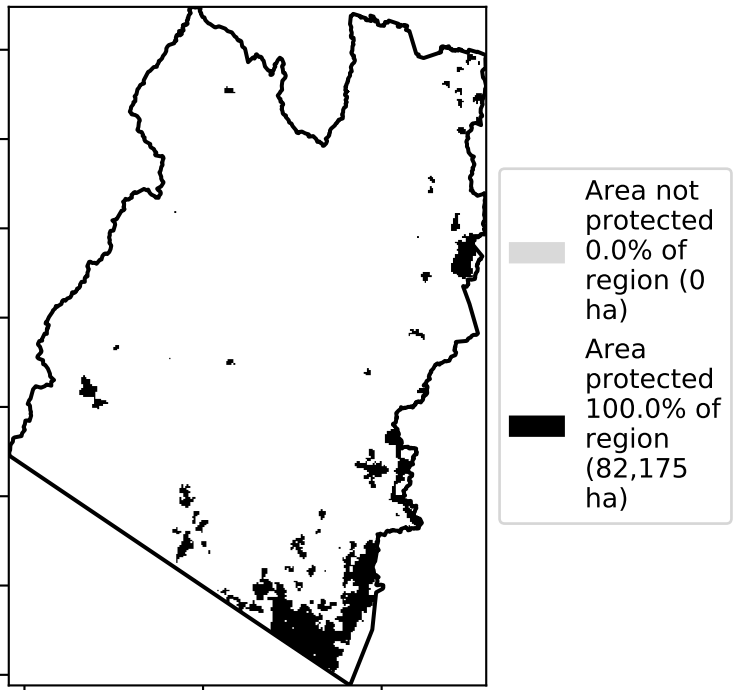 Area not
protected
0.0% of
region (0
ha)
Area
protected
100.0% of
region
(82,175
ha)